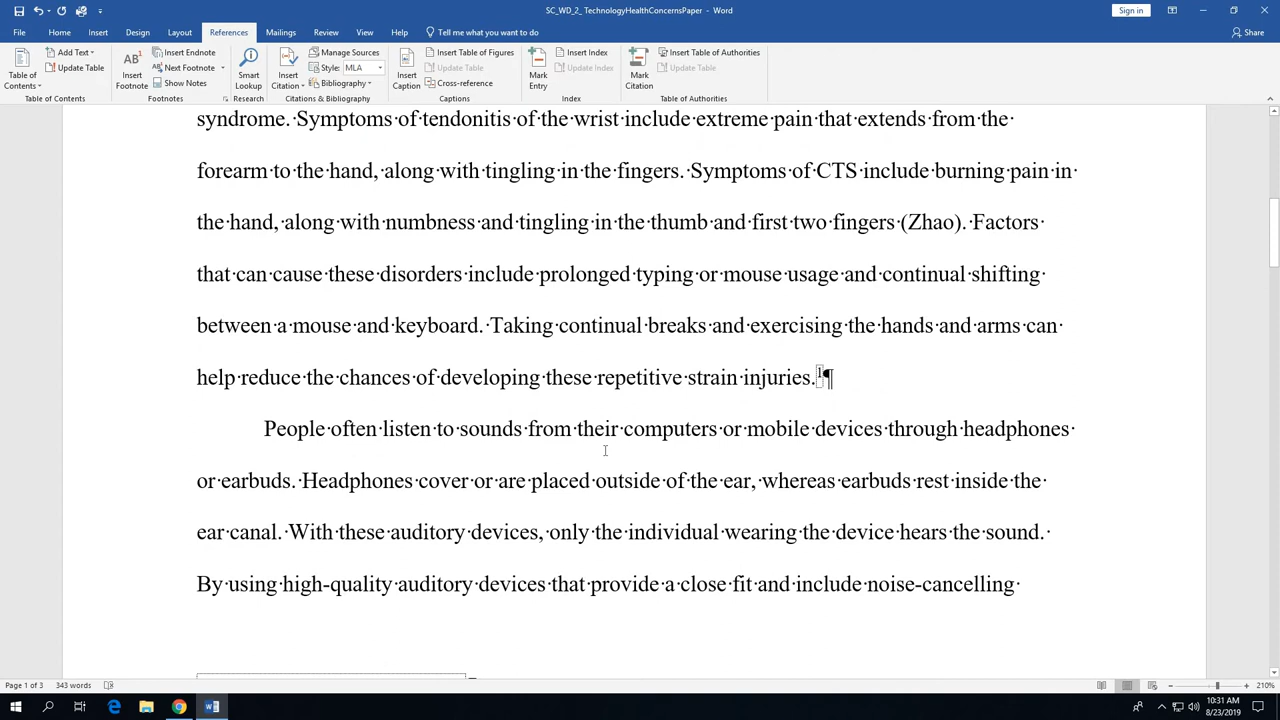 SC_WD_2_ TechnologyHealthConcernsPaper - Word
Sign in
File Home Insert Draw Design Layout References Mailings Review View Help Tell me what you want to do Share
Table of Contents
Add Text
Update Table
Table of Contents
AB¹ Insert Footnote
Insert Endnote
Next Footnote
Show Notes
Footnotes
Smart Lookup
Research
Insert Citation
Manage Sources
Style: MLA
Bibliography
Citations & Bibliography
Insert Caption
Insert Table of Figures
Update Table
Cross-reference
Captions
Mark Entry
Insert Index
Update Index
Index
Mark Citation
Insert Table of Authorities
Update Table
Table of Authorities
syndrome.·Symptoms·of·tendonitis·of·the·wrist·include·extreme·pain·that·extends·from·the·
forearm·to·the·hand,·along·with·tingling·in·the·fingers.·Symptoms·of·CTS·include·burning·pain·in·
the·hand,·along·with·numbness·and·tingling·in·the·thumb·and·first·two·fingers·(Zhao).·Factors·
that·can·cause·these·disorders·include·prolonged·typing·or·mouse·usage·and·continual·shifting·
between·a·mouse·and·keyboard.·Taking·continual·breaks·and·exercising·the·hands·and·arms·can·
help·reduce·the·chances·of·developing·these·repetitive·strain·injuries.¹¶
People·often·listen·to·sounds·from·their·computers·or·mobile·devices·through·headphones·
or·earbuds.·Headphones·cover·or·are·placed·outside·of·the·ear,·whereas·earbuds·rest·inside·the·
ear·canal.·With·these·auditory·devices,·only·the·individual·wearing·the·device·hears·the·sound.·
By·using·high-quality·auditory·devices·that·provide·a·close·fit·and·include·noise-cancelling·
Page 1 of 3 343 words 210%
10:31 AM
8/23/2019